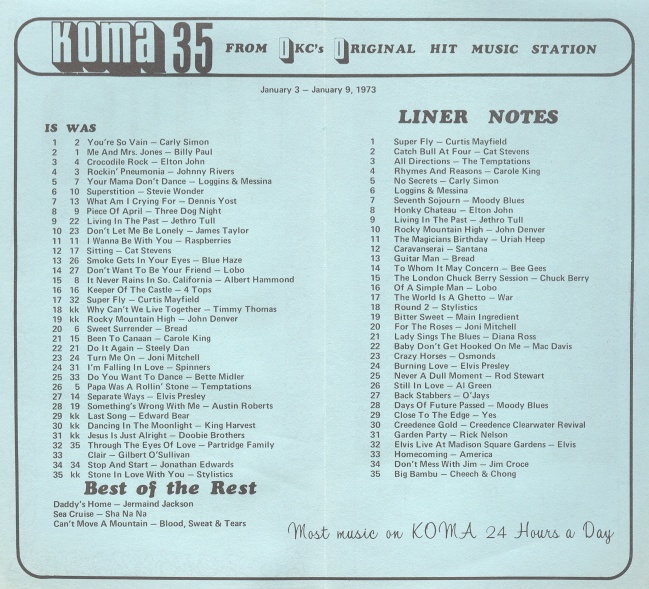 KOMA 35 FROM OKC's ORIGINAL HIT MUSIC STATION
January 3 — January 9, 1973
IS WAS
1 2 You're So Vain — Carly Simon
2 1 Me And Mrs. Jones — Billy Paul
3 4 Crocodile Rock — Elton John
4 3 Rockin' Pneumonia — Johnny Rivers
5 7 Your Mama Don't Dance — Loggins & Messina
6 10 Superstition — Stevie Wonder
7 13 What Am I Crying For — Dennis Yost
8 9 Piece Of April — Three Dog Night
9 22 Living In The Past — Jethro Tull
10 23 Don't Let Me Be Lonely — James Taylor
11 11 I Wanna Be With You — Raspberries
12 17 Sitting — Cat Stevens
13 26 Smoke Gets In Your Eyes — Blue Haze
14 27 Don't Want To Be Your Friend — Lobo
15 8 It Never Rains In So. California — Albert Hammond
16 16 Keeper Of The Castle — 4 Tops
17 32 Super Fly — Curtis Mayfield
18 kk Why Can't We Live Together — Timmy Thomas
19 kk Rocky Mountain High — John Denver
20 6 Sweet Surrender — Bread
21 15 Been To Canaan — Carole King
22 21 Do It Again — Steely Dan
23 24 Turn Me On — Joni Mitchell
24 31 I'm Falling In Love — Spinners
25 33 Do You Want To Dance — Bette Midler
26 5 Papa Was A Rollin' Stone — Temptations
27 14 Separate Ways — Elvis Presley
28 19 Something's Wrong With Me — Austin Roberts
29 kk Last Song — Edward Bear
30 kk Dancing In The Moonlight — King Harvest
31 kk Jesus Is Just Alright — Doobie Brothers
32 35 Through The Eyes Of Love — Partridge Family
33 Clair — Gilbert O'Sullivan
34 34 Stop And Start — Jonathan Edwards
35 kk Stone In Love With You — Stylistics
Best of the Rest
Daddy's Home — Jermaind Jackson
Sea Cruise — Sha Na Na
Can't Move A Mountain — Blood, Sweat & Tears
LINER NOTES
1 Super Fly — Curtis Mayfield
2 Catch Bull At Four — Cat Stevens
3 All Directions — The Temptations
4 Rhymes And Reasons — Carole King
5 No Secrets — Carly Simon
6 Loggins & Messina
7 Seventh Sojourn — Moody Blues
8 Honky Chateau — Elton John
9 Living In The Past — Jethro Tull
10 Rocky Mountain High — John Denver
11 The Magicians Birthday — Uriah Heep
12 Caravanserai — Santana
13 Guitar Man — Bread
14 To Whom It May Concern — Bee Gees
15 The London Chuck Berry Session — Chuck Berry
16 Of A Simple Man — Lobo
17 The World Is A Ghetto — War
18 Round 2 — Stylistics
19 Bitter Sweet — Main Ingredient
20 For The Roses — Joni Mitchell
21 Lady Sings The Blues — Diana Ross
22 Baby Don't Get Hooked On Me — Mac Davis
23 Crazy Horses — Osmonds
24 Burning Love — Elvis Presley
25 Never A Dull Moment — Rod Stewart
26 Still In Love — Al Green
27 Back Stabbers — O'Jays
28 Days Of Future Passed — Moody Blues
29 Close To The Edge — Yes
30 Creedence Gold — Creedence Clearwater Revival
31 Garden Party — Rick Nelson
32 Elvis Live At Madison Square Gardens — Elvis
33 Homecoming — America
34 Don't Mess With Jim — Jim Croce
35 Big Bambu — Cheech & Chong
Most music on KOMA 24 Hours a Day